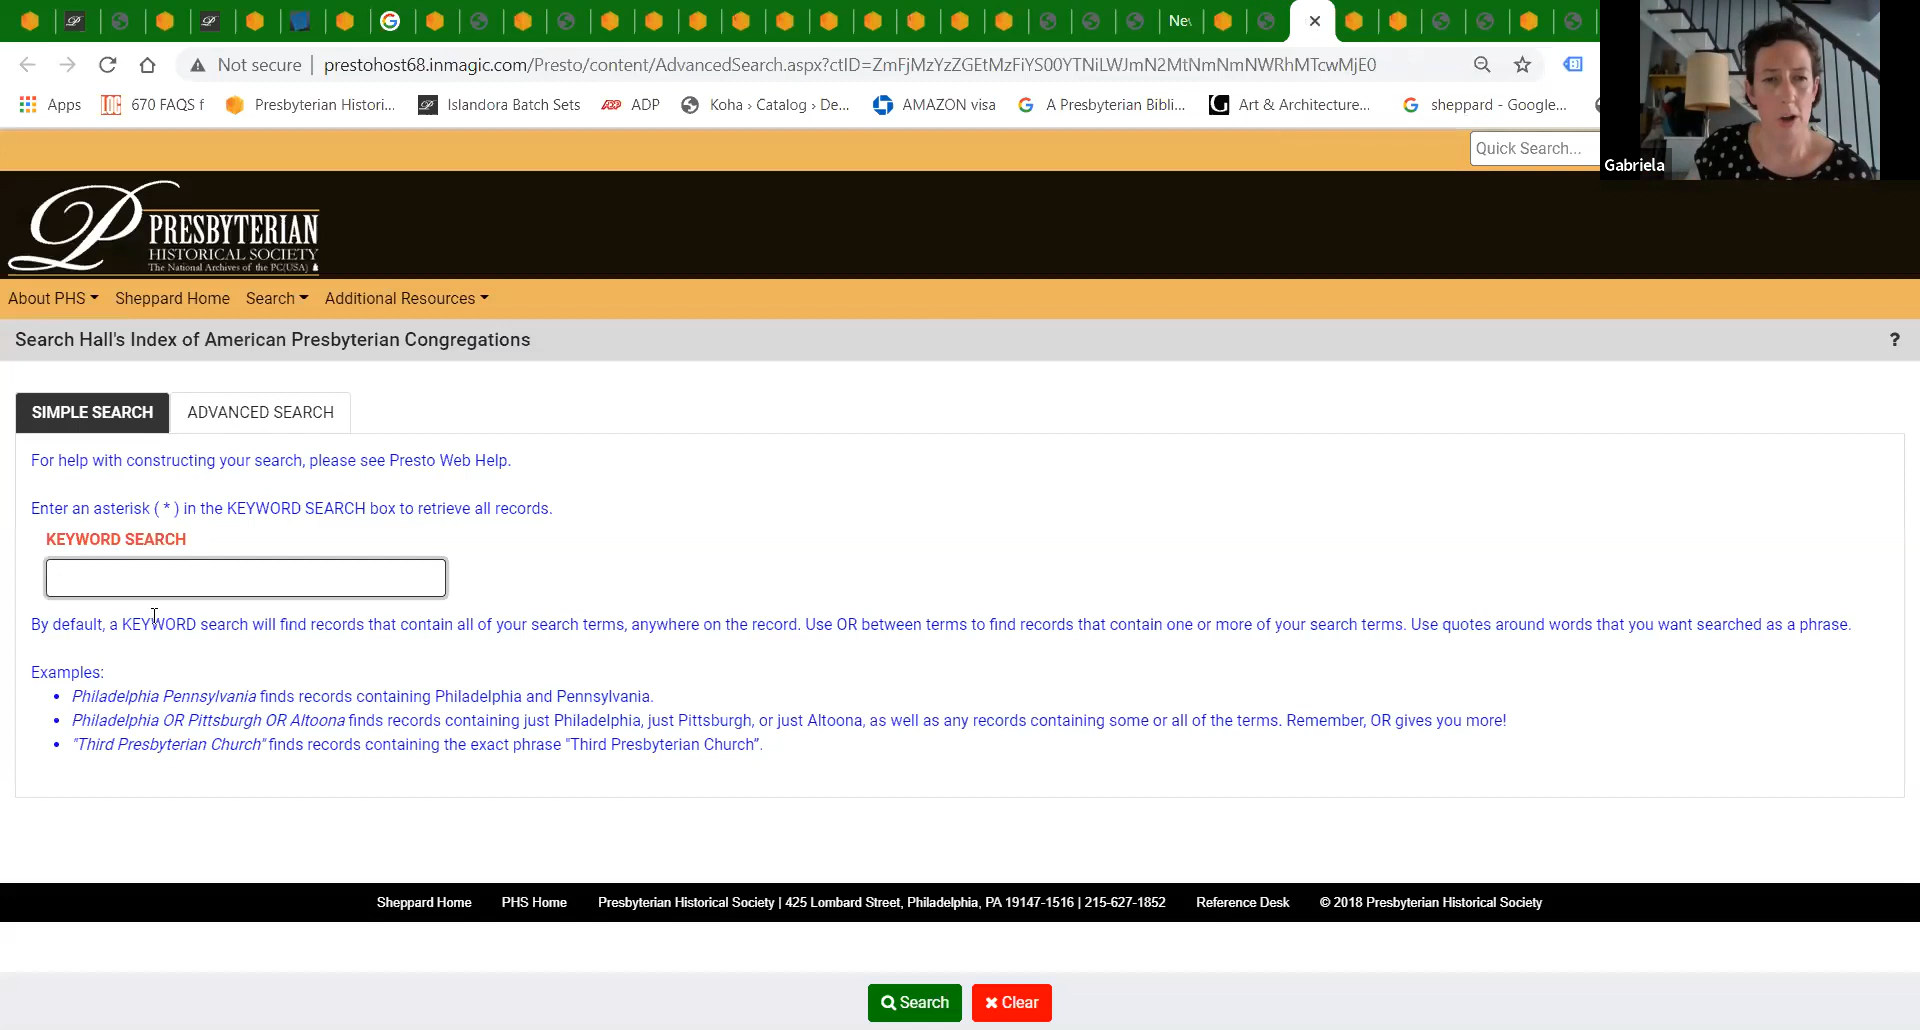 New
Not secure
prestohost68.inmagic.com/Presto/content/AdvancedSearch.aspx?ctID=ZmFjMzYzZGEtMzFiYS00YTNiLWJmN2MtNmNmNWRhMTcwMjE0
Apps
670 FAQS f
Presbyterian Histori...
Islandora Batch Sets
ADP
Koha › Catalog › De...
AMAZON visa
A Presbyterian Bibli...
Art & Architecture...
sheppard - Google...
Quick Search...
Gabriela
PRESBYTERIAN
HISTORICAL SOCIETY
The National Archives of the PC(USA)
About PHS
Sheppard Home
Search
Additional Resources
Search Hall's Index of American Presbyterian Congregations
?
SIMPLE SEARCH
ADVANCED SEARCH
For help with constructing your search, please see Presto Web Help.
Enter an asterisk ( * ) in the KEYWORD SEARCH box to retrieve all records.
KEYWORD SEARCH
By default, a KEYWORD search will find records that contain all of your search terms, anywhere on the record. Use OR between terms to find records that contain one or more of your search terms. Use quotes around words that you want searched as a phrase.
Examples:
• Philadelphia Pennsylvania finds records containing Philadelphia and Pennsylvania.
• Philadelphia OR Pittsburgh OR Altoona finds records containing just Philadelphia, just Pittsburgh, or just Altoona, as well as any records containing some or all of the terms. Remember, OR gives you more!
• "Third Presbyterian Church" finds records containing the exact phrase "Third Presbyterian Church".
Sheppard Home
PHS Home
Presbyterian Historical Society | 425 Lombard Street, Philadelphia, PA 19147-1516 | 215-627-1852
Reference Desk
© 2018 Presbyterian Historical Society
Search
Clear